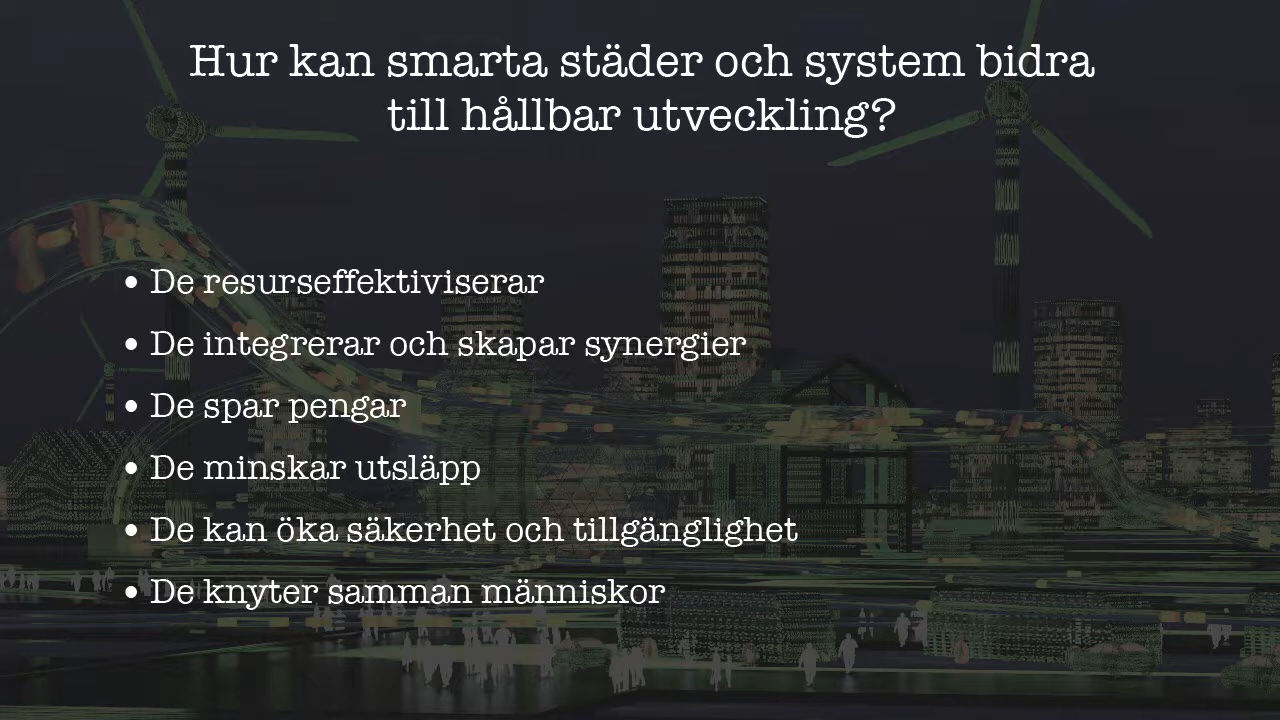 Hur kan smarta städer och system bidra
till hållbar utveckling?
• De resurseffektiviserar
• De integrerar och skapar synergier
• De spar pengar
• De minskar utsläpp
• De kan öka säkerhet och tillgänglighet
• De knyter samman människor